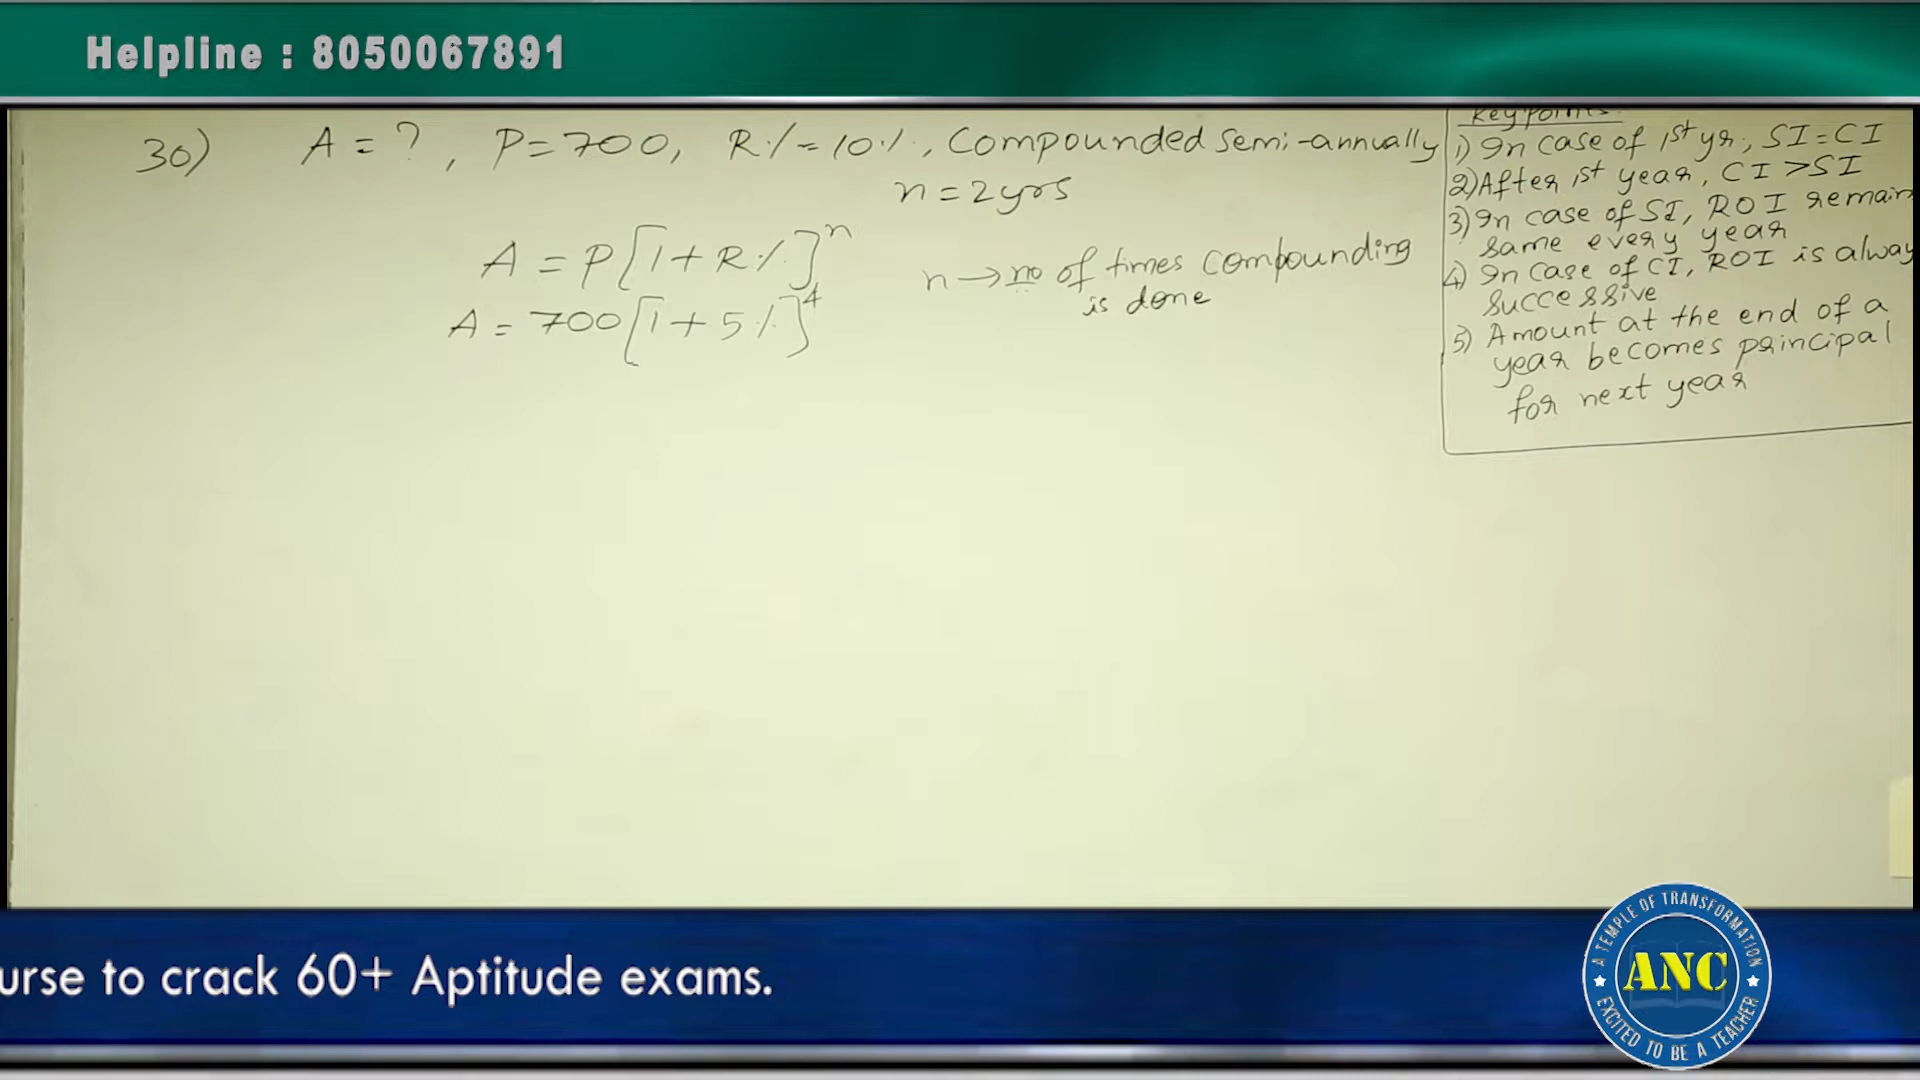 Helpline : 8050067891
30) A = ? , P = 700, R% = 10%, Compounded semi-annually
n = 2yrs
A = P[1+R%]^n
n → no of times compounding
is done
A = 700[1+5%]^4
Keypoints:
1) In case of 1st yr, SI = CI
2) After 1st year, CI > SI
3) In case of SI, ROI remain
same every year
4) In case of CI, ROI is alway
successive
5) Amount at the end of a
year becomes principal
for next year
urse to crack 60+ Aptitude exams.
A TEMPLE OF TRANSFORMATION
ANC
EXCITED TO BE A TEACHER